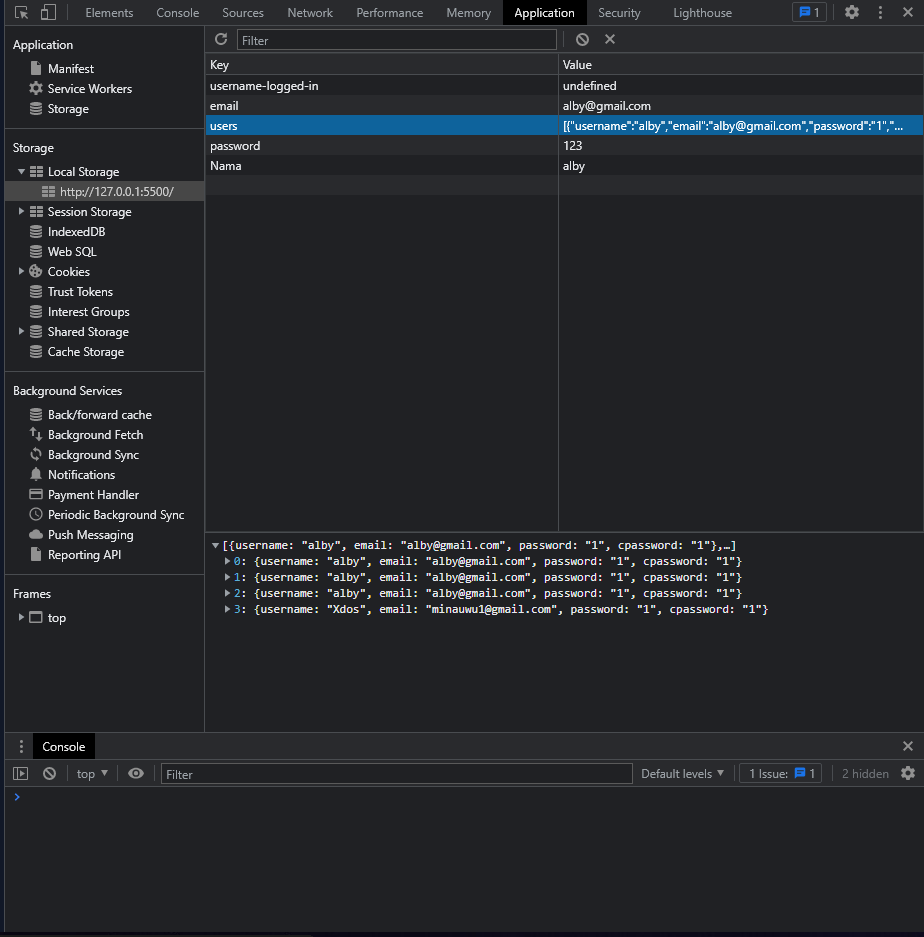 Elements Console Sources Network Performance Memory Application Security Lighthouse 1
Application
Manifest
Service Workers
Storage
Storage
Local Storage
http://127.0.0.1:5500/
Session Storage
IndexedDB
Web SQL
Cookies
Trust Tokens
Interest Groups
Shared Storage
Cache Storage
Background Services
Back/forward cache
Background Fetch
Background Sync
Notifications
Payment Handler
Periodic Background Sync
Push Messaging
Reporting API
Frames
top
Filter
Key Value
username-logged-in undefined
email alby@gmail.com
users [{"username":"alby","email":"alby@gmail.com","password":"1","...
password 123
Nama alby
[{username: "alby", email: "alby@gmail.com", password: "1", cpassword: "1"},…]
0: {username: "alby", email: "alby@gmail.com", password: "1", cpassword: "1"}
1: {username: "alby", email: "alby@gmail.com", password: "1", cpassword: "1"}
2: {username: "alby", email: "alby@gmail.com", password: "1", cpassword: "1"}
3: {username: "Xdos", email: "minauwu1@gmail.com", password: "1", cpassword: "1"}
Console
top Filter Default levels 1 Issue: 1 2 hidden